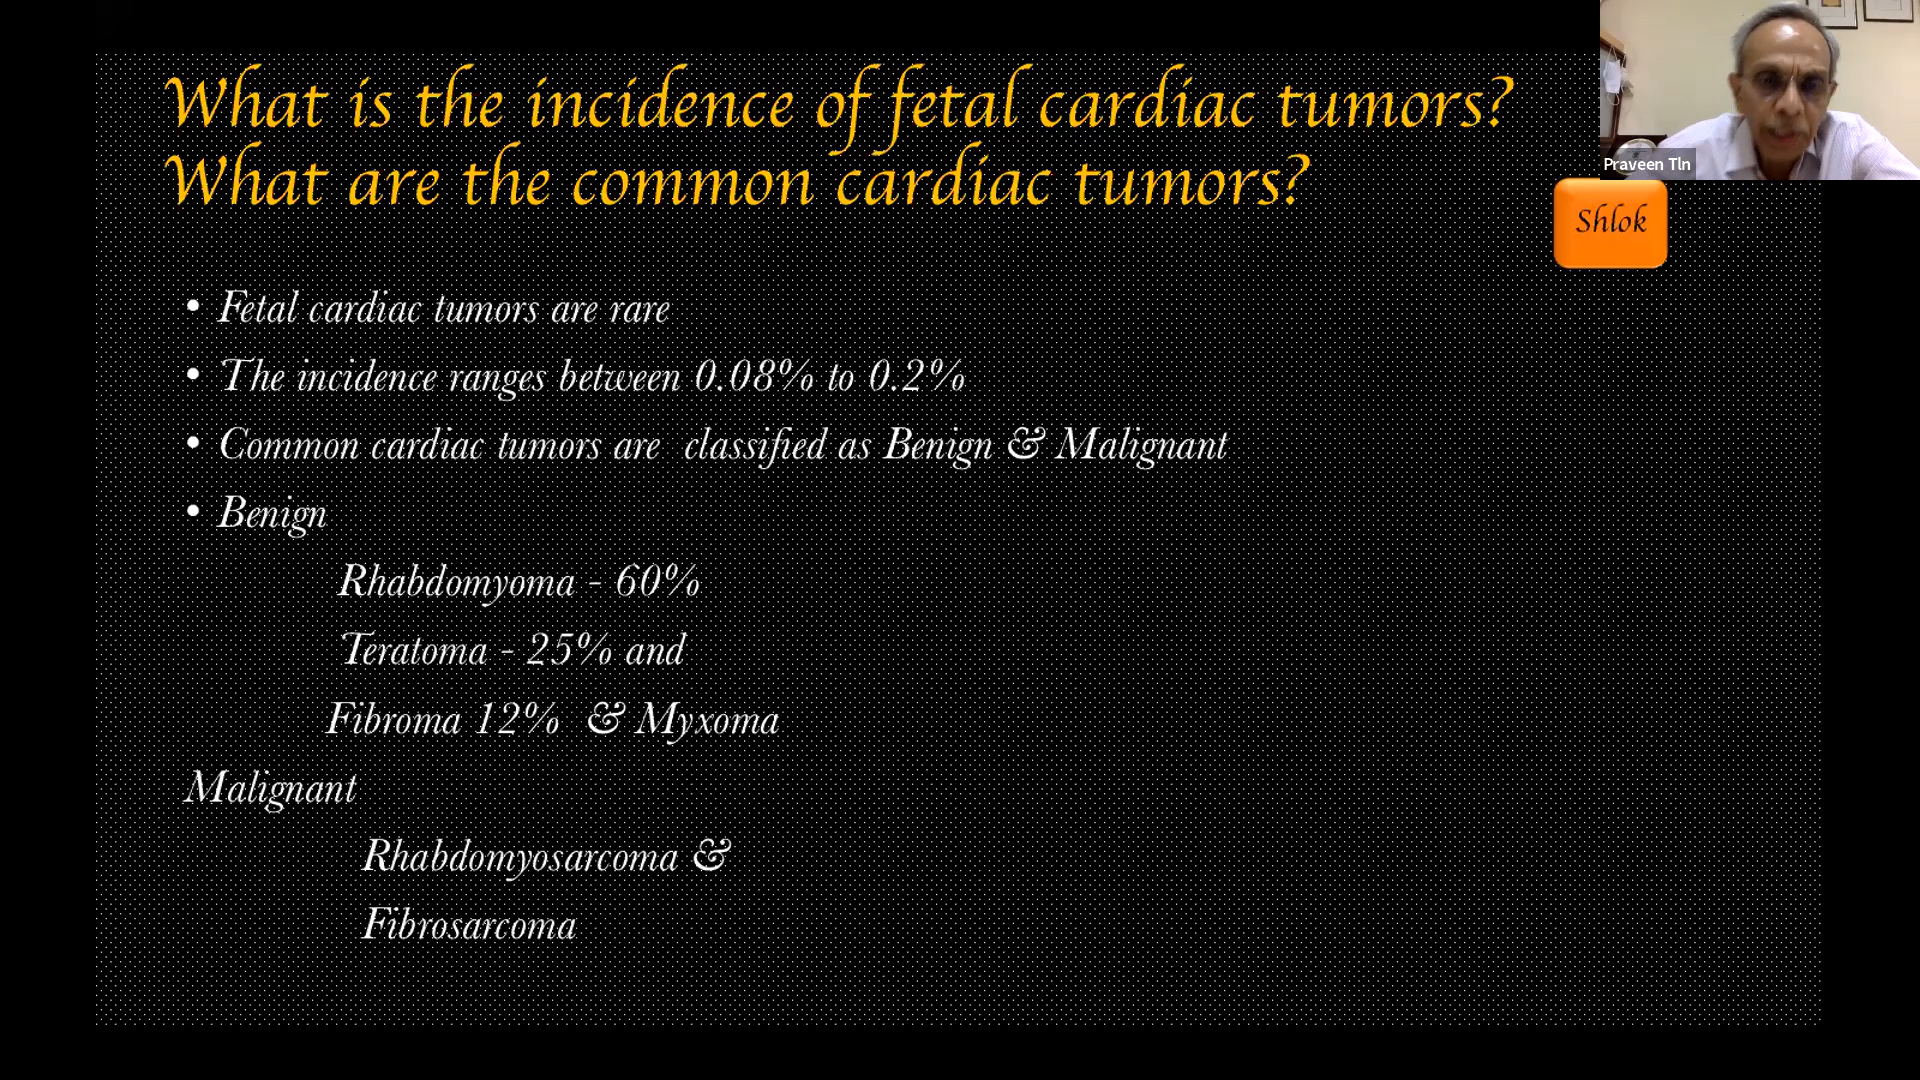 What is the incidence of fetal cardiac tumors?
What are the common cardiac tumors?
Praveen Tln
Shlok
• Fetal cardiac tumors are rare
• The incidence ranges between 0.08% to 0.2%
• Common cardiac tumors are classified as Benign & Malignant
• Benign
Rhabdomyoma - 60%
Teratoma - 25% and
Fibroma 12% & Myxoma
Malignant
Rhabdomyosarcoma &
Fibrosarcoma